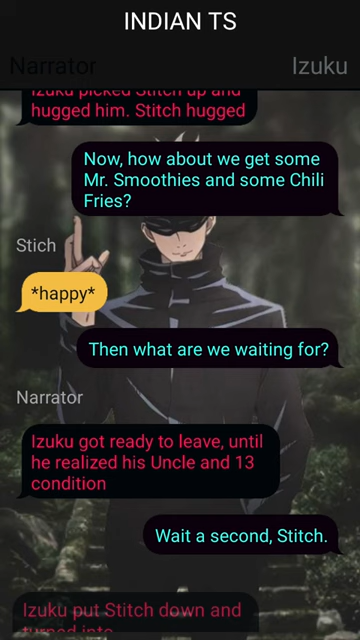 INDIAN TS
Narrator
Izuku
Izuku picked Stitch up and
hugged him. Stitch hugged
Now, how about we get some
Mr. Smoothies and some Chili
Fries?
Stich
*happy*
Then what are we waiting for?
Narrator
Izuku got ready to leave, until
he realized his Uncle and 13
condition
Wait a second, Stitch.
Izuku put Stitch down and
turned into